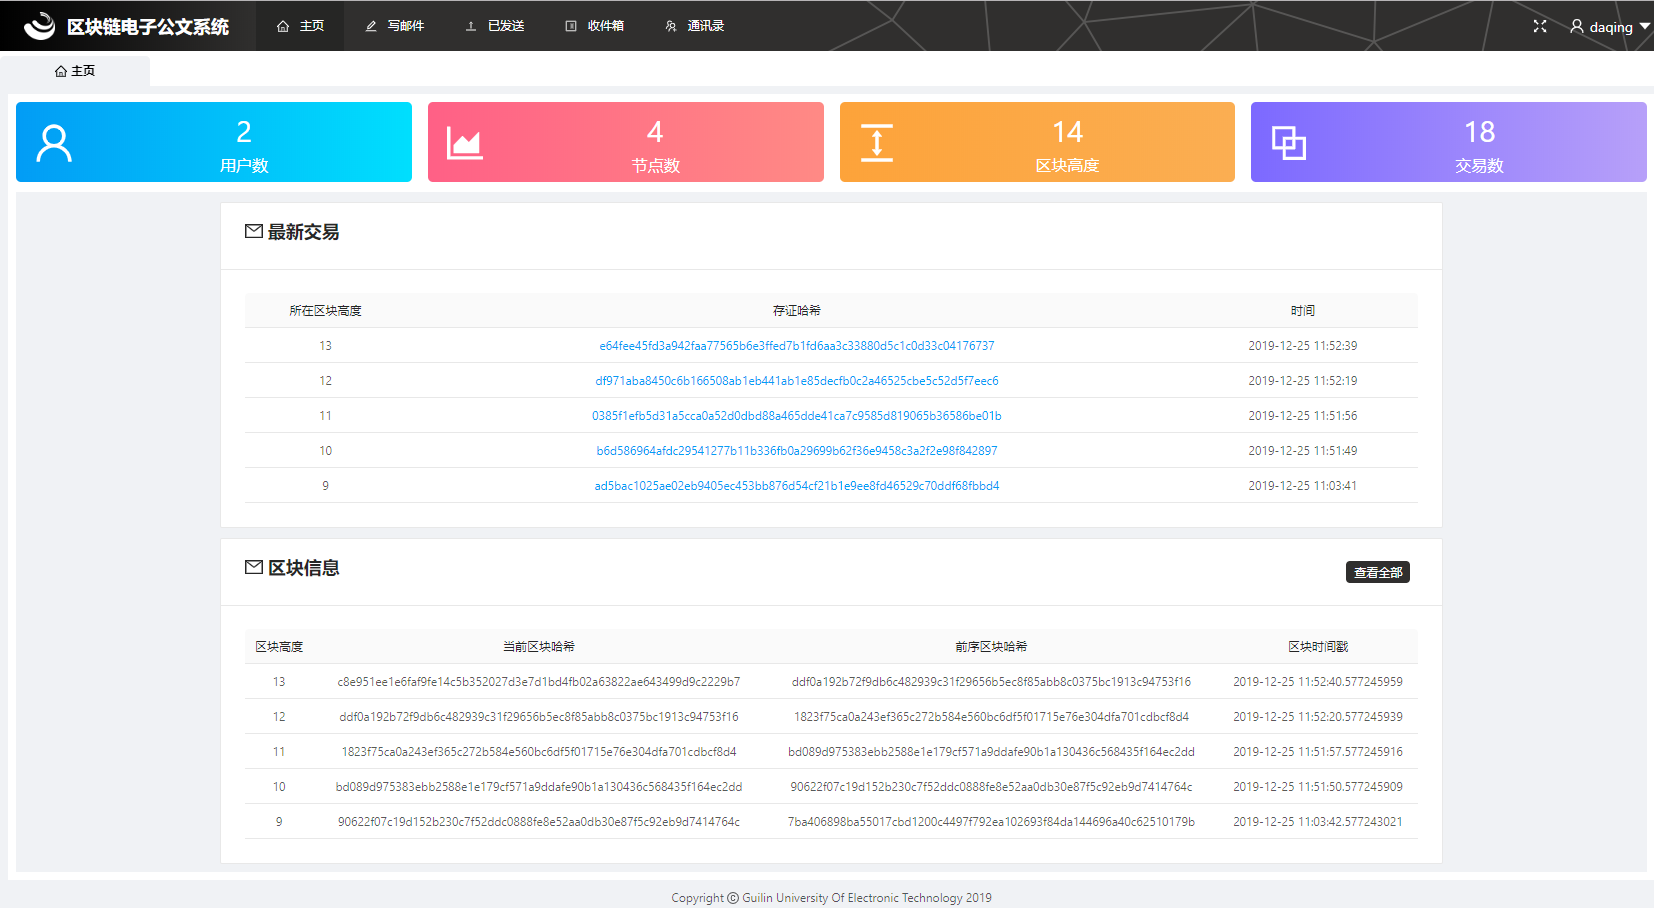 区块链电子公文系统 主页 写邮件 已发送 收件箱 通讯录 daqing
主页
2 4 14 18
用户数 节点数 区块高度 交易数
最新交易
所在区块高度 存证哈希 时间
13 e64fee45fd3a942faa77565b6e3ffed7b1fd6aa3c33880d5c1c0d33c04176737 2019-12-25 11:52:39
12 df971aba8450c6b166508ab1eb441ab1e85decfb0c2a46525cbe5c52d5f7eec6 2019-12-25 11:52:19
11 0385f1efb5d31a5cca0a52d0dbd88a465dde41ca7c9585d819065b36586be01b 2019-12-25 11:51:56
10 b6d586964afdc29541277b11b336fb0a29699b62f36e9458c3a2f2e98f842897 2019-12-25 11:51:49
9 ad5bac1025ae02eb9405ec453bb876d54cf21b1e9ee8fd46529c70ddf68fbbd4 2019-12-25 11:03:41
区块信息 查看全部
区块高度 当前区块哈希 前序区块哈希 区块时间戳
13 c8e951ee1e6faf9fe14c5b352027d3e7d1bd4fb02a63822ae643499d9c2229b7 ddf0a192b72f9db6c482939c31f29656b5ec8f85abb8c0375bc1913c94753f16 2019-12-25 11:52:40.577245959
12 ddf0a192b72f9db6c482939c31f29656b5ec8f85abb8c0375bc1913c94753f16 1823f75ca0a243ef365c272b584e560bc6df5f01715e76e304dfa701cdbcf8d4 2019-12-25 11:52:20.577245939
11 1823f75ca0a243ef365c272b584e560bc6df5f01715e76e304dfa701cdbcf8d4 bd089d975383ebb2588e1e179cf571a9ddafe90b1a130436c568435f164ec2dd 2019-12-25 11:51:57.577245916
10 bd089d975383ebb2588e1e179cf571a9ddafe90b1a130436c568435f164ec2dd 90622f07c19d152b230c7f52ddc0888fe8e52aa0db30e87f5c92eb9d7414764c 2019-12-25 11:51:50.577245909
9 90622f07c19d152b230c7f52ddc0888fe8e52aa0db30e87f5c92eb9d7414764c 7ba406898ba55017cbd1200c4497f792ea102693f84da144696a40c62510179b 2019-12-25 11:03:42.577243021
Copyright © Guilin University Of Electronic Technology 2019